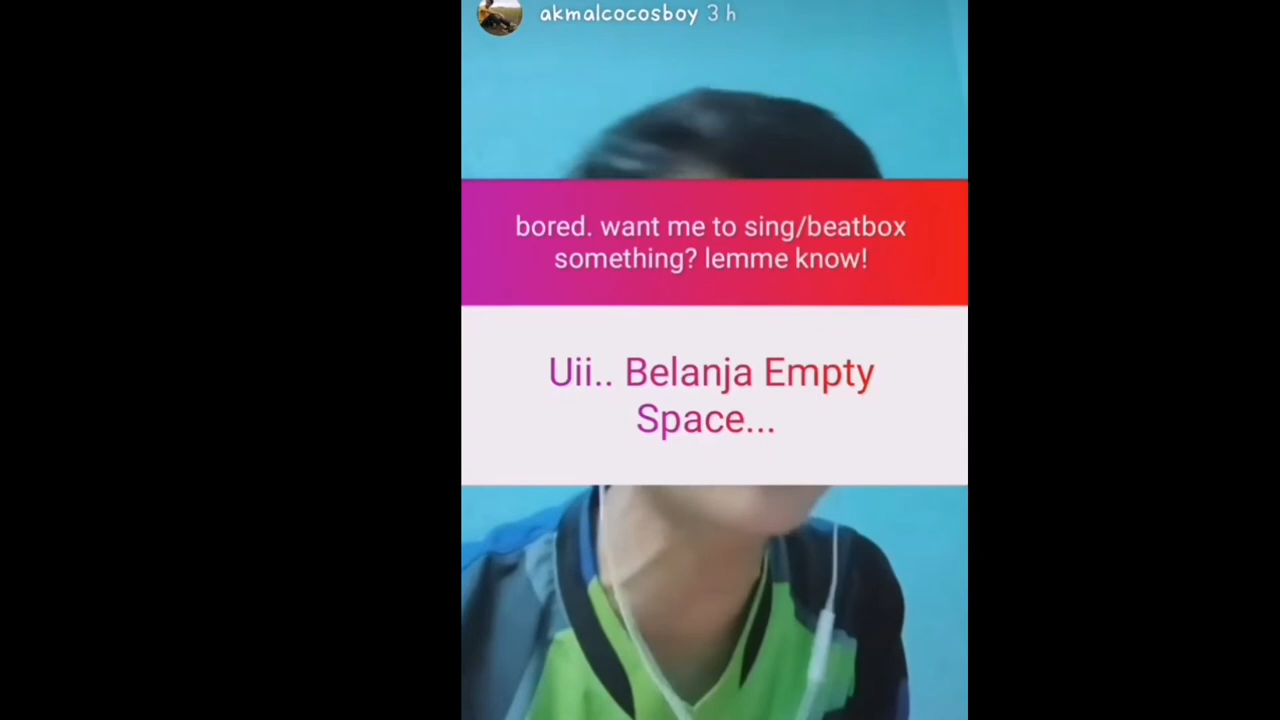 akmalcocosboy 3 h
bored. want me to sing/beatbox
something? lemme know!
Uii.. Belanja Empty
Space...